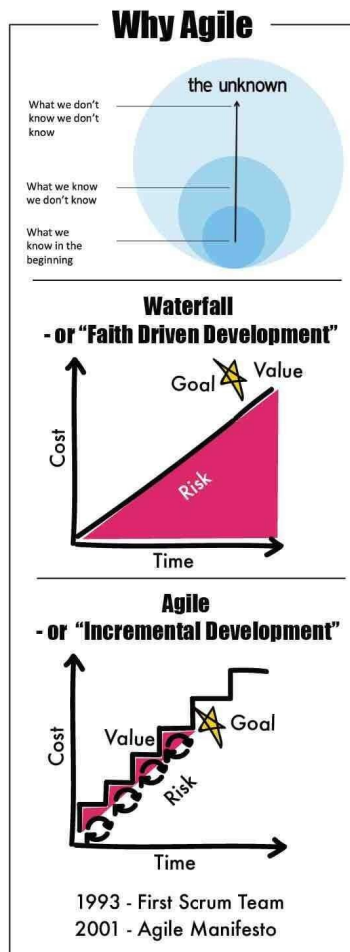 Why Agile
the unknown
What we don't
know we don't
know
What we know
we don't know
What we
know in the
beginning
Waterfall
- or “Faith Driven Development”
Goal
Value
Cost
Risk
Time
Agile
- or “Incremental Development”
Value
Goal
Cost
Risk
Time
1993 - First Scrum Team
2001 - Agile Manifesto